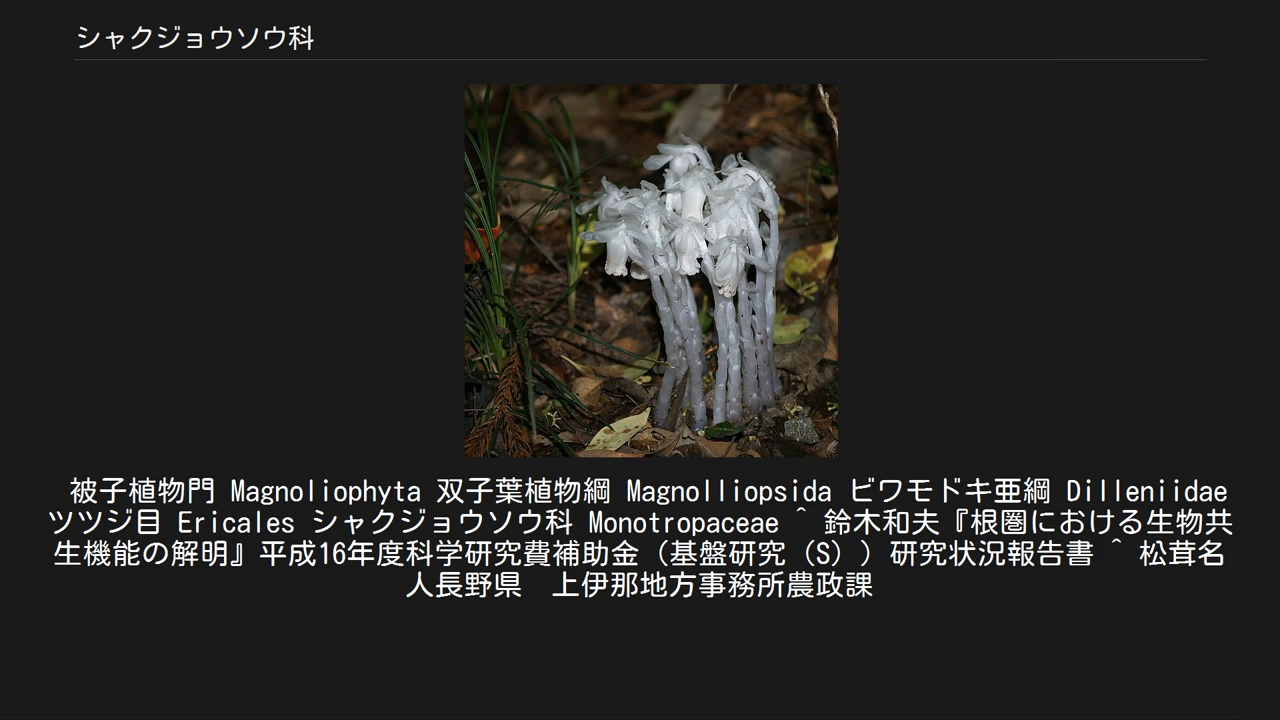 シャクジョウソウ科
被子植物門 Magnoliophyta 双子葉植物綱 Magnolliopsida ビワモドキ亜綱 Dilleniidae
ツツジ目 Ericales シャクジョウソウ科 Monotropaceae ^ 鈴木和夫『根圏における生物共
生機能の解明』平成16年度科学研究費補助金（基盤研究（S））研究状況報告書 ^ 松茸名
人長野県　上伊那地方事務所農政課